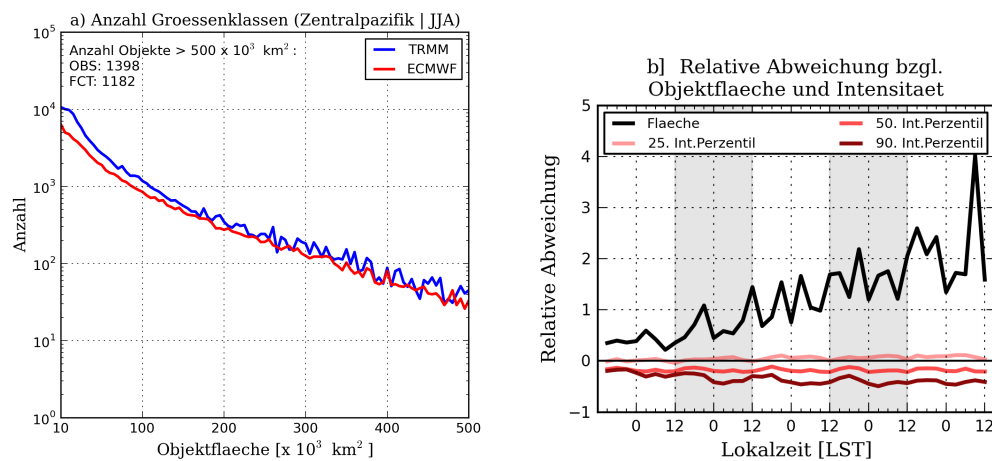 a) Anzahl Groessenklassen (Zentralpazifik | JJA)
Anzahl Objekte > 500 x 10³ km² :
OBS: 1398
FCT: 1182
TRMM
ECMWF
10⁵
10⁴
10³
10²
10¹
10⁰
Anzahl
10 100 200 300 400 500
Objektflaeche [x 10³ km² ]
b] Relative Abweichung bzgl.
Objektflaeche und Intensitaet
Flaeche
25. Int.Perzentil
50. Int.Perzentil
90. Int.Perzentil
5
4
3
2
1
0
−1
Relative Abweichung
0 12 0 12 0 12 0 12 0 12
Lokalzeit [LST]